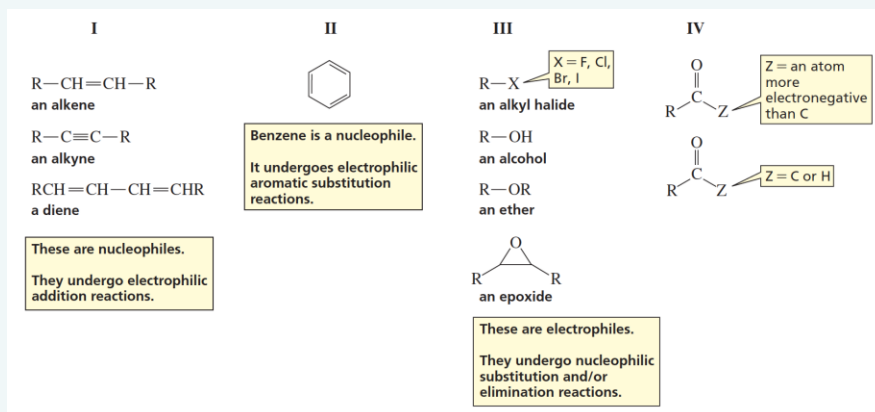 I
R—CH=CH—R
an alkene
R—C≡C—R
an alkyne
RCH=CH—CH=CHR
a diene
These are nucleophiles.
They undergo electrophilic
addition reactions.
II
Benzene is a nucleophile.
It undergoes electrophilic
aromatic substitution
reactions.
III
X = F, Cl,
Br, I
R—X
an alkyl halide
R—OH
an alcohol
R—OR
an ether
O
R R
an epoxide
These are electrophiles.
They undergo nucleophilic
substitution and/or
elimination reactions.
IV
O
C
R Z
Z = an atom
more
electronegative
than C
O
C
R Z
Z = C or H